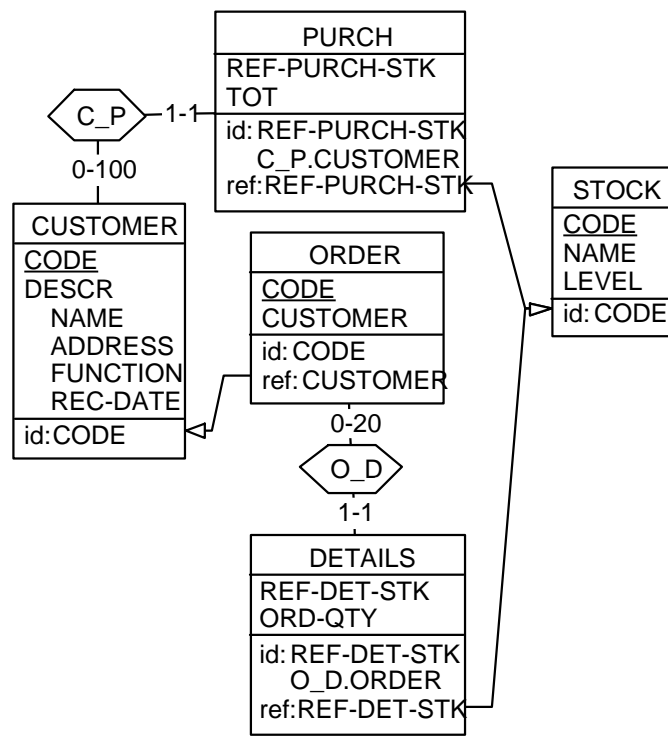 PURCH
REF-PURCH-STK
TOT
id: REF-PURCH-STK
C_P.CUSTOMER
ref:REF-PURCH-STK
C_P
1-1
0-100
CUSTOMER
CODE
DESCR
NAME
ADDRESS
FUNCTION
REC-DATE
id:CODE
ORDER
CODE
CUSTOMER
id: CODE
ref: CUSTOMER
STOCK
CODE
NAME
LEVEL
id: CODE
0-20
O_D
1-1
DETAILS
REF-DET-STK
ORD-QTY
id: REF-DET-STK
O_D.ORDER
ref:REF-DET-STK